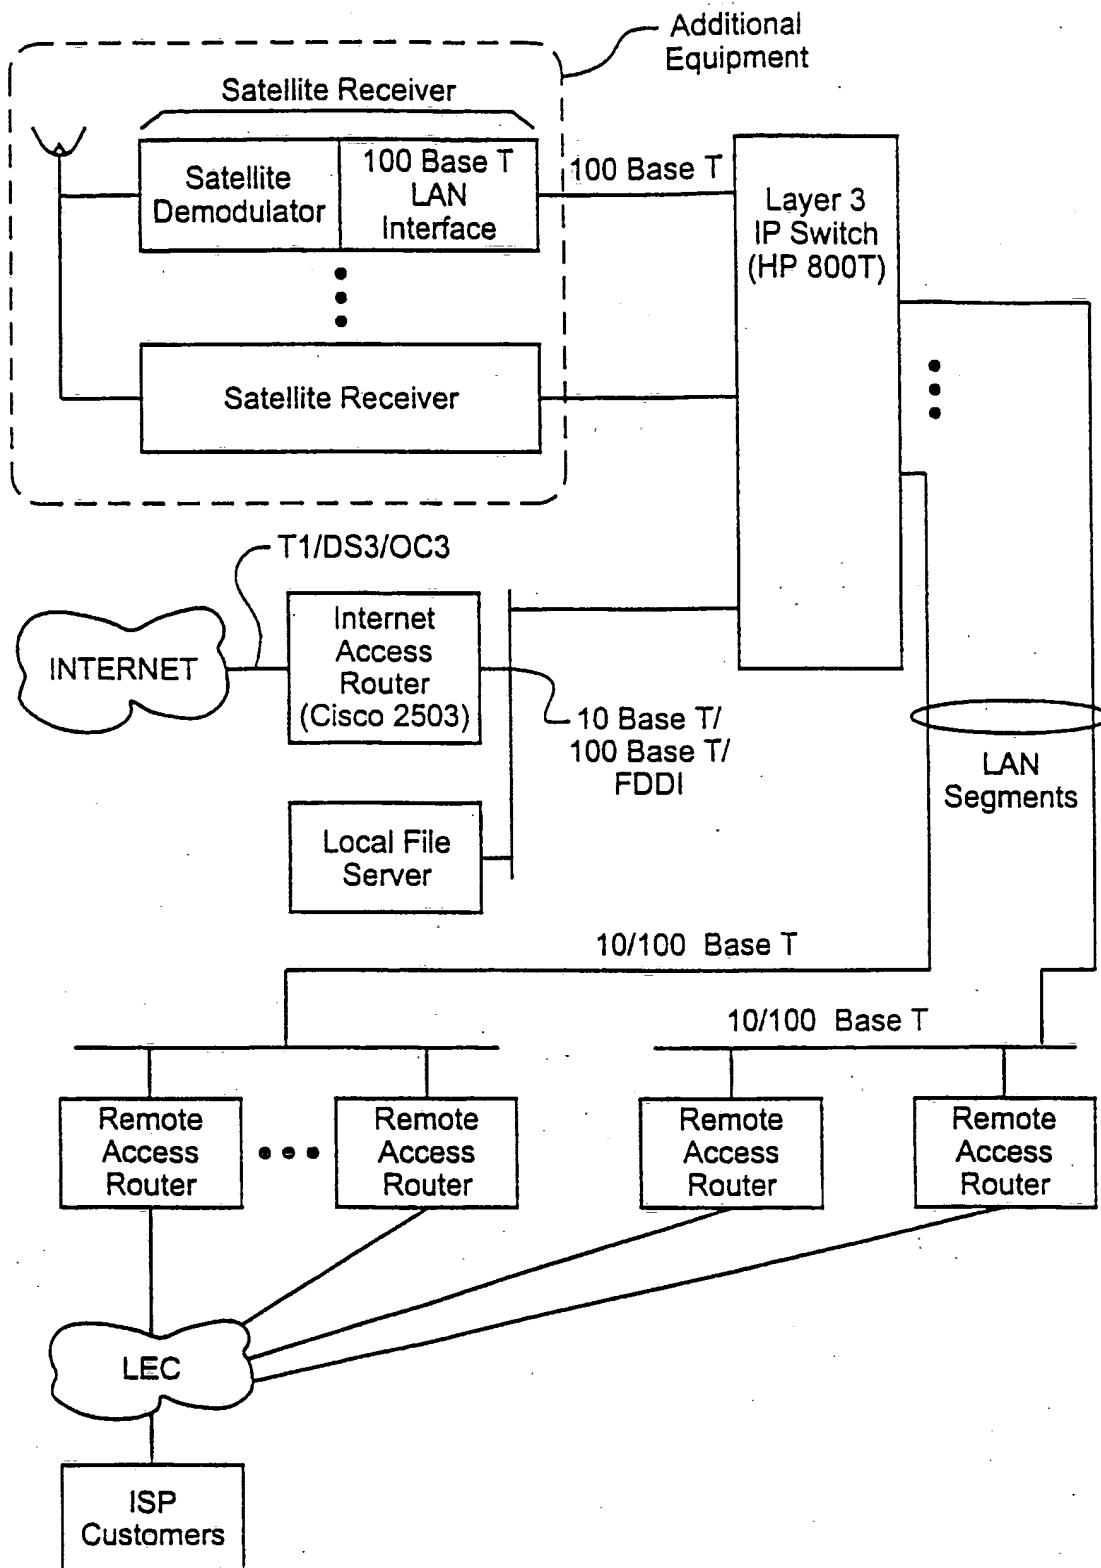 Additional
Equipment
Satellite Receiver
Satellite
Demodulator
100 Base T
LAN
Interface
100 Base T
Layer 3
IP Switch
(HP 800T)
Satellite Receiver
T1/DS3/OC3
INTERNET
Internet
Access
Router
(Cisco 2503)
10 Base T/
100 Base T/
FDDI
LAN
Segments
Local File
Server
10/100 Base T
10/100 Base T
Remote
Access
Router
Remote
Access
Router
Remote
Access
Router
Remote
Access
Router
LEC
ISP
Customers